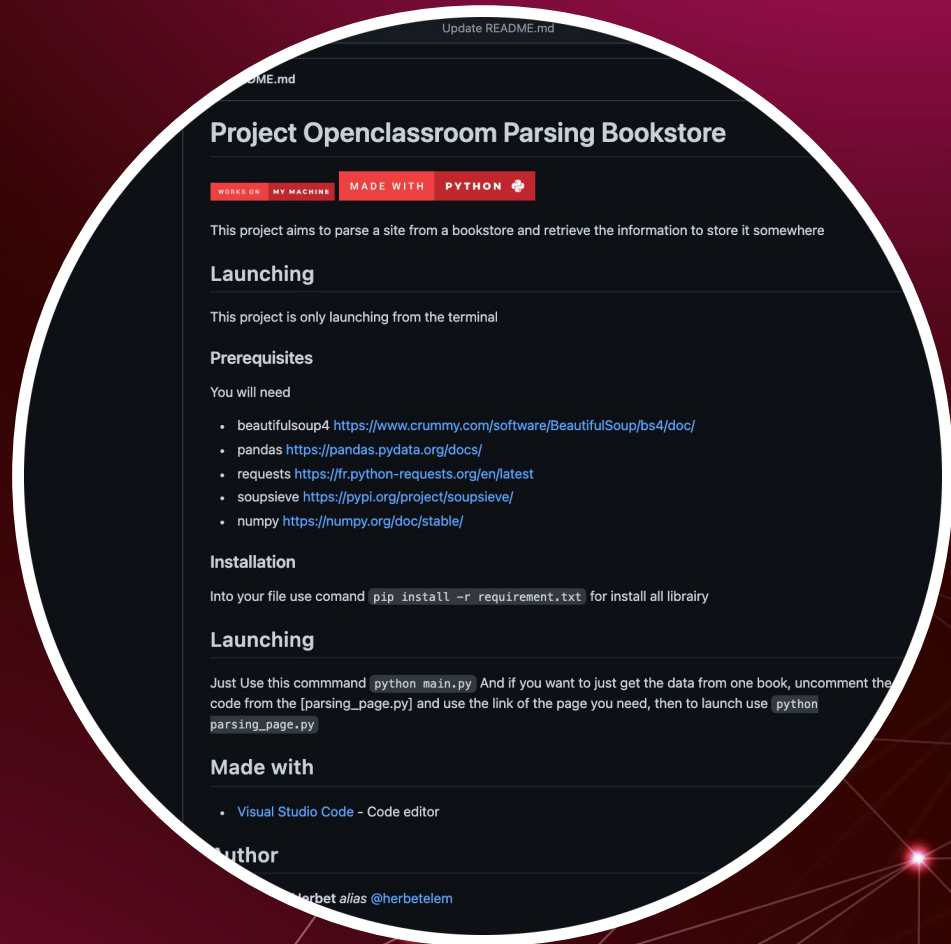 Update README.md
ME.md
Project Openclassroom Parsing Bookstore
WORKS ON MY MACHINE MADE WITH PYTHON
This project aims to parse a site from a bookstore and retrieve the information to store it somewhere
Launching
This project is only launching from the terminal
Prerequisites
You will need
• beautifulsoup4 https://www.crummy.com/software/BeautifulSoup/bs4/doc/
• pandas https://pandas.pydata.org/docs/
• requests https://fr.python-requests.org/en/latest
• soupsieve https://pypi.org/project/soupsieve/
• numpy https://numpy.org/doc/stable/
Installation
Into your file use comand pip install -r requirement.txt for install all librairy
Launching
Just Use this commmand python main.py And if you want to just get the data from one book, uncomment the
code from the [parsing_page.py] and use the link of the page you need, then to launch use python
parsing_page.py
Made with
• Visual Studio Code - Code editor
Author
erbet alias @herbetelem